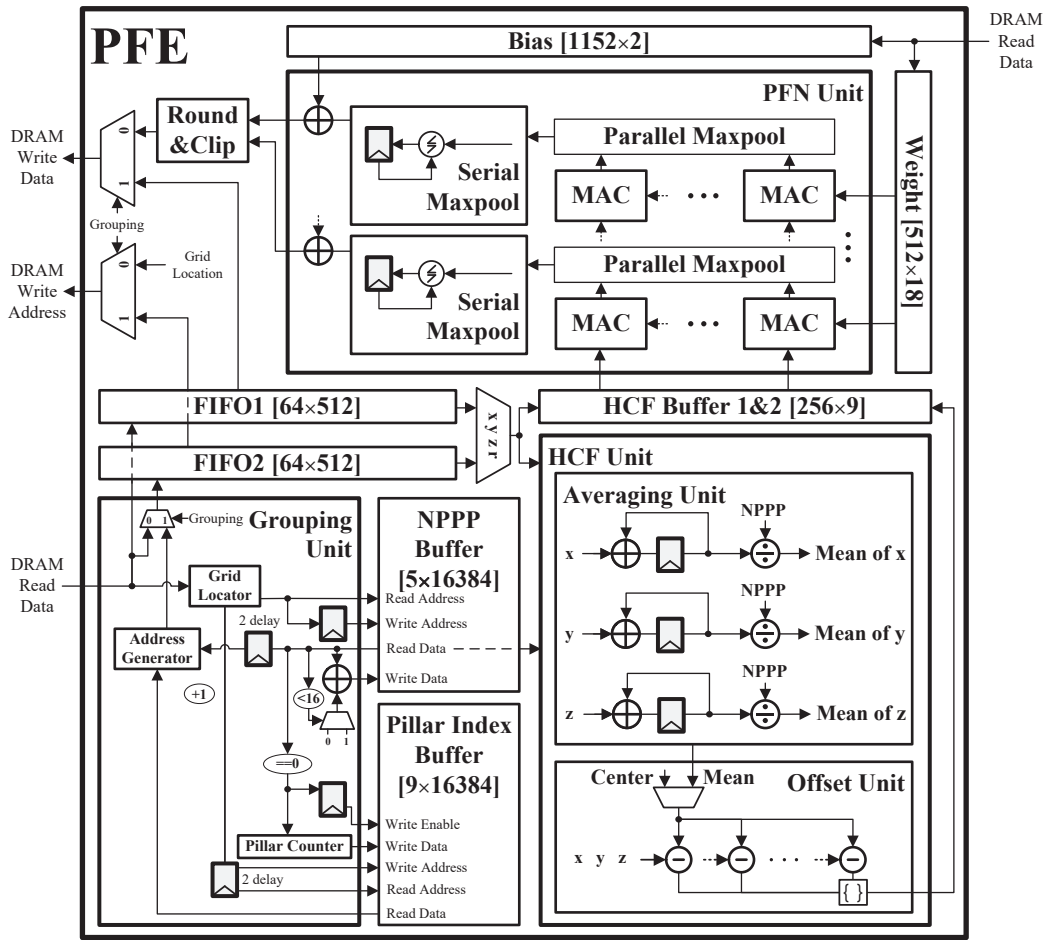 PFE
DRAM
Read
Data
Bias [1152×2]
PFN Unit
Round
&Clip
0
1
DRAM
Write
Data
Serial
Maxpool
Parallel Maxpool
MAC
• • •
MAC
Weight [512×18]
Grouping
0
1
Grid
Location
DRAM
Write
Address
Serial
Maxpool
Parallel Maxpool
MAC
• • •
MAC
FIFO1 [64×512]
FIFO2 [64×512]
x y z r
HCF Buffer 1&2 [256×9]
HCF Unit
Averaging Unit
NPPP
x
Mean of x
NPPP
y
Mean of y
NPPP
z
Mean of z
Center
Mean
Offset Unit
x y z
{ }
Grouping
Unit
0 1
Grouping
DRAM
Read
Data
Grid
Locator
2 delay
Address
Generator
+1
<16
0 1
==0
Pillar Counter
2 delay
NPPP
Buffer
[5×16384]
Read Address
Write Address
Read Data
Write Data
Pillar Index
Buffer
[9×16384]
Write Enable
Write Data
Write Address
Read Address
Read Data